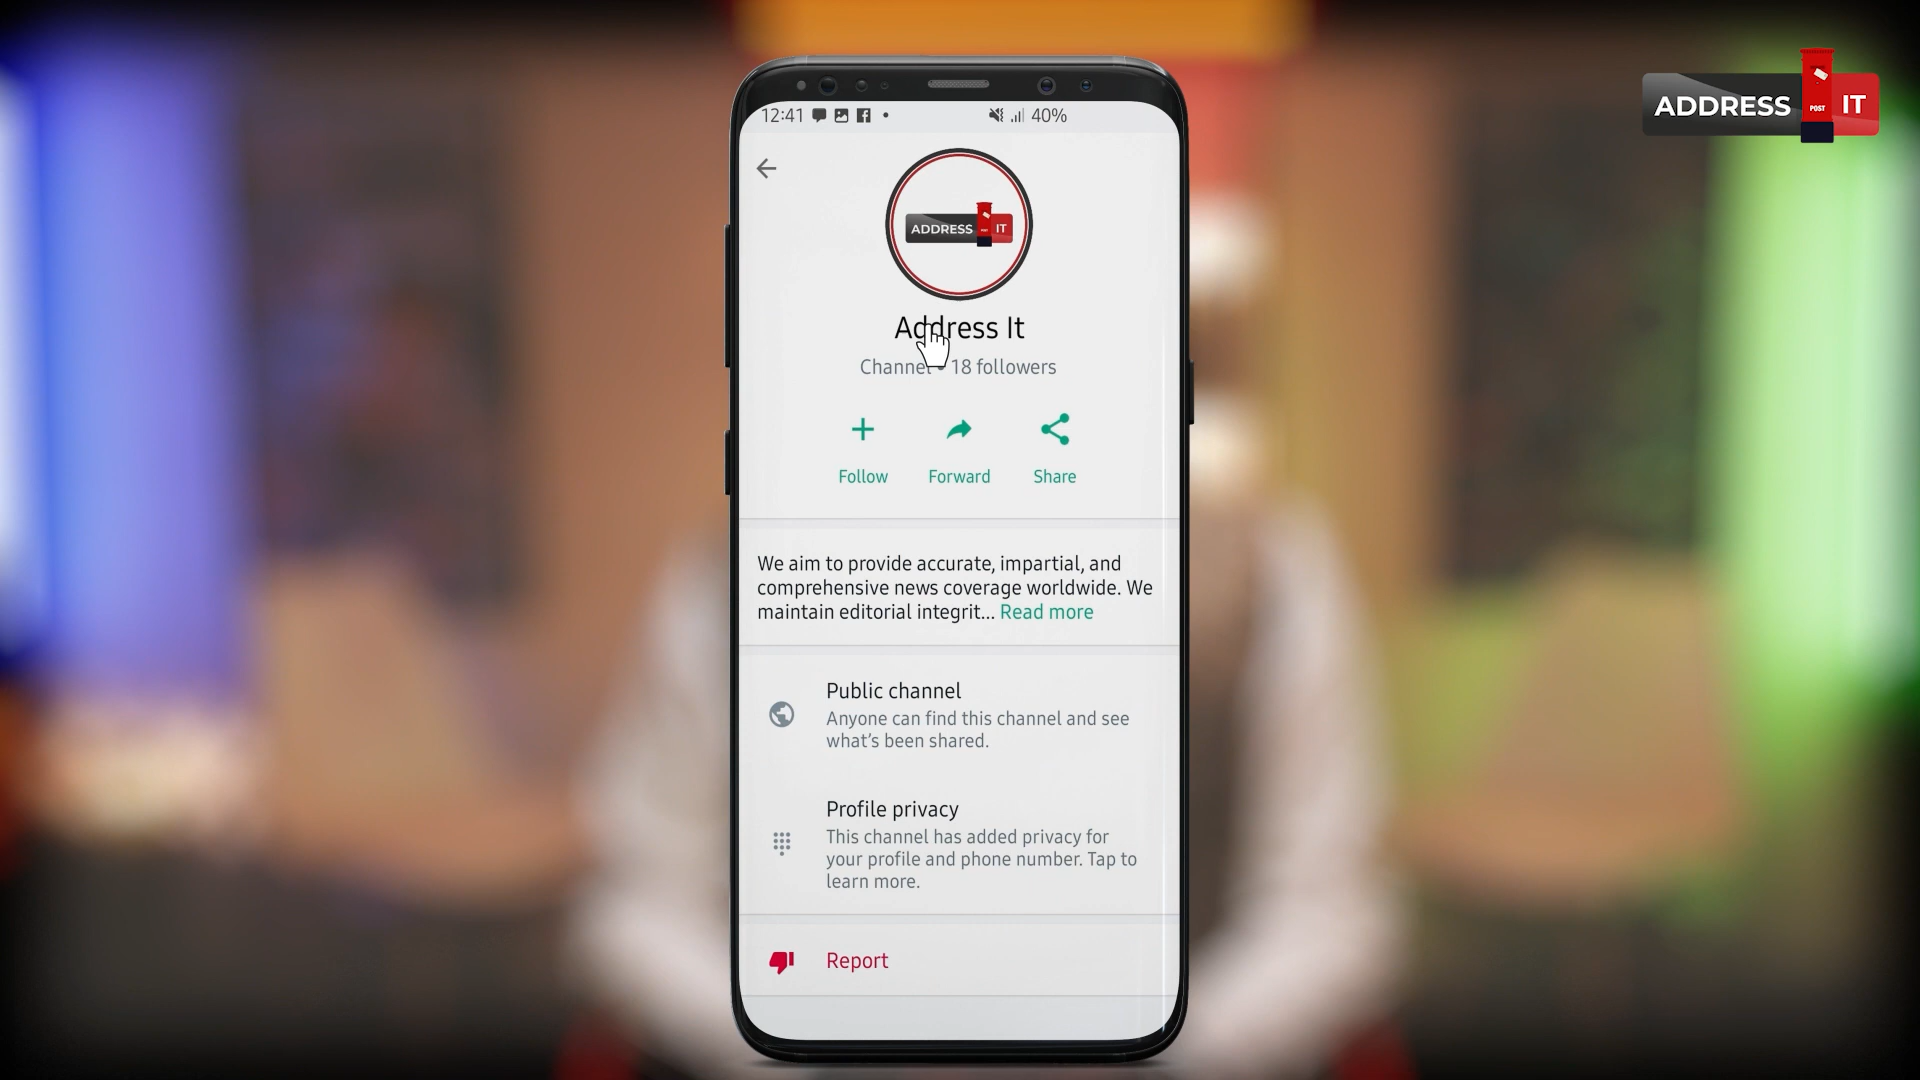 ADDRESS POST IT
12:41 40%
ADDRESS POST IT
Address It
Channel • 18 followers
Follow Forward Share
We aim to provide accurate, impartial, and
comprehensive news coverage worldwide. We
maintain editorial integrit... Read more
Public channel
Anyone can find this channel and see
what's been shared.
Profile privacy
This channel has added privacy for
your profile and phone number. Tap to
learn more.
Report